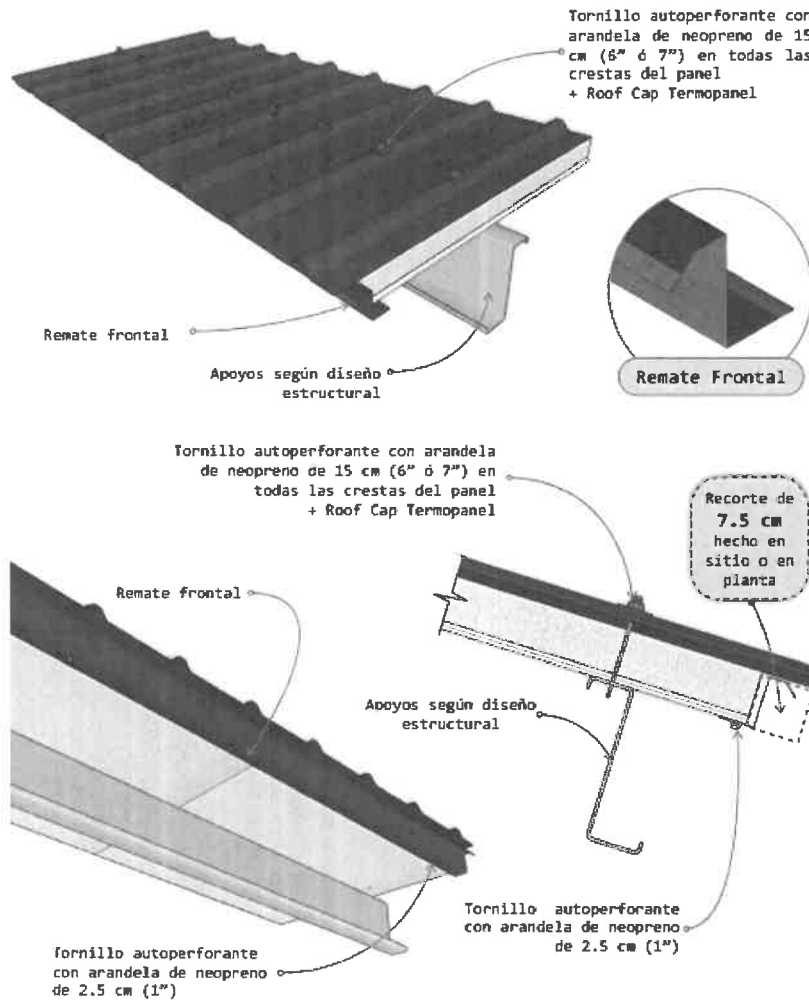 Tornillo autoperforante con
arandela de neopreno de 15
cm (6” ó 7”) en todas las
crestas del panel
+ Roof Cap Termopanel
Remate frontal
Apoyos según diseño
estructural
Remate Frontal
Tornillo autoperforante con arandela
de neopreno de 15 cm (6” ó 7”) en
todas las crestas del panel
+ Roof Cap Termopanel
Recorte de
7.5 cm
hecho en
sitio o en
planta
Remate frontal
Apoyos según diseño
estructural
Tornillo autoperforante
con arandela de neopreno
de 2.5 cm (1”)
Tornillo autoperforante
con arandela de neopreno
de 2.5 cm (1”)